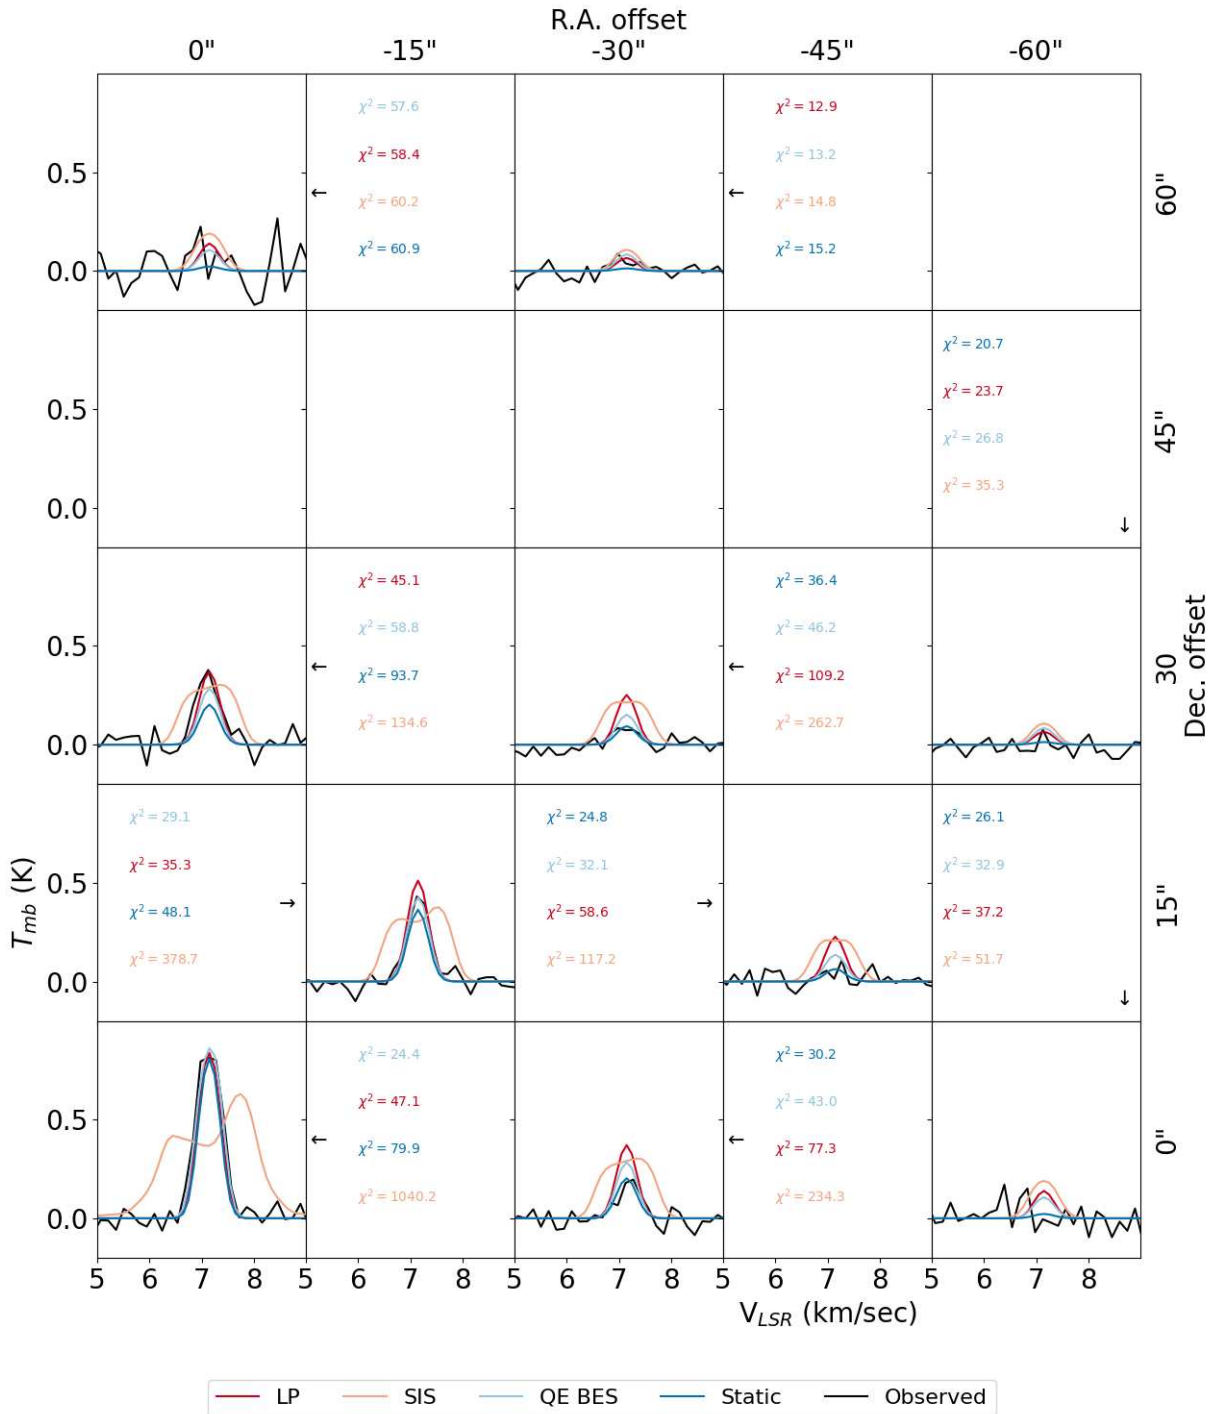 R.A. offset
0" -15" -30" -45" -60"
χ² = 57.6 χ² = 12.9
χ² = 58.4 χ² = 13.2
χ² = 60.2 χ² = 14.8
χ² = 60.9 χ² = 15.2
0.5
0.0
← ←
60"
χ² = 20.7
χ² = 23.7
χ² = 26.8
χ² = 35.3
0.5
0.0
↓
45"
χ² = 45.1 χ² = 36.4
χ² = 58.8 χ² = 46.2
χ² = 93.7 χ² = 109.2
χ² = 134.6 χ² = 262.7
0.5
0.0
← ←
30
Dec. offset
χ² = 29.1 χ² = 24.8 χ² = 26.1
χ² = 35.3 χ² = 32.1 χ² = 32.9
χ² = 48.1 χ² = 58.6 χ² = 37.2
χ² = 378.7 χ² = 117.2 χ² = 51.7
T_mb (K)
0.5
0.0
→ → ↓
15"
χ² = 24.4 χ² = 30.2
χ² = 47.1 χ² = 43.0
χ² = 79.9 χ² = 77.3
χ² = 1040.2 χ² = 234.3
0.5
0.0
← ←
0"
5 6 7 8 5 6 7 8 5 6 7 8 5 6 7 8 5 6 7 8
V_LSR (km/sec)
LP SIS QE BES Static Observed